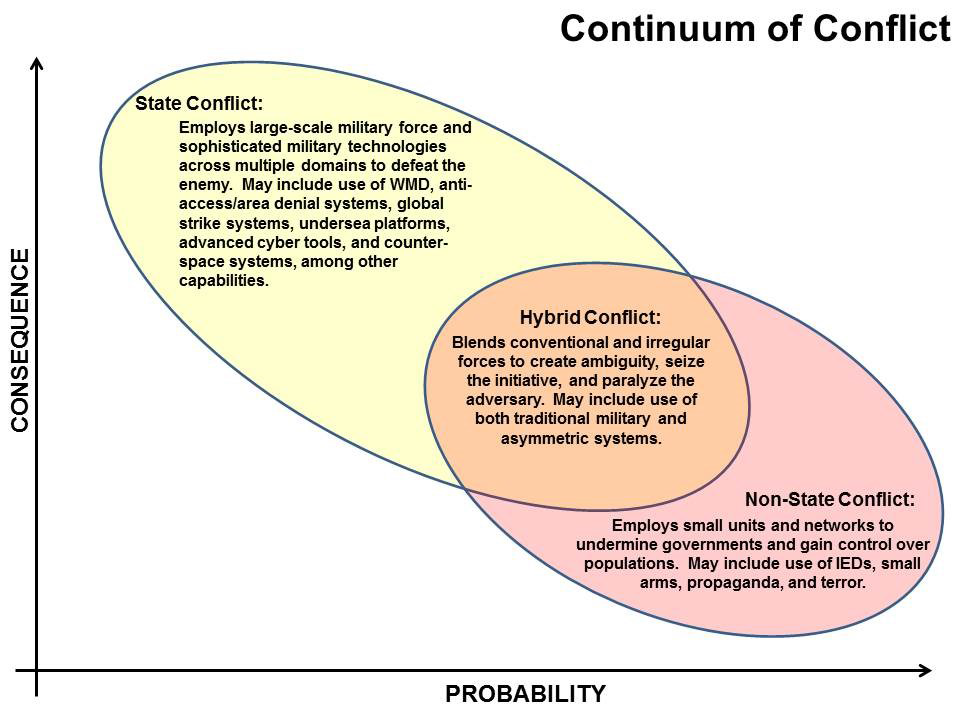 Continuum of Conflict
State Conflict:
Employs large-scale military force and
sophisticated military technologies
across multiple domains to defeat the
enemy.  May include use of WMD, anti-
access/area denial systems, global
strike systems, undersea platforms,
advanced cyber tools, and counter-
space systems, among other
capabilities.
CONSEQUENCE
Hybrid Conflict:
Blends conventional and irregular
forces to create ambiguity, seize
the initiative, and paralyze the
adversary.  May include use of
both traditional military and
asymmetric systems.
Non-State Conflict:
Employs small units and networks to
undermine governments and gain control over
populations.  May include use of IEDs, small
arms, propaganda, and terror.
PROBABILITY